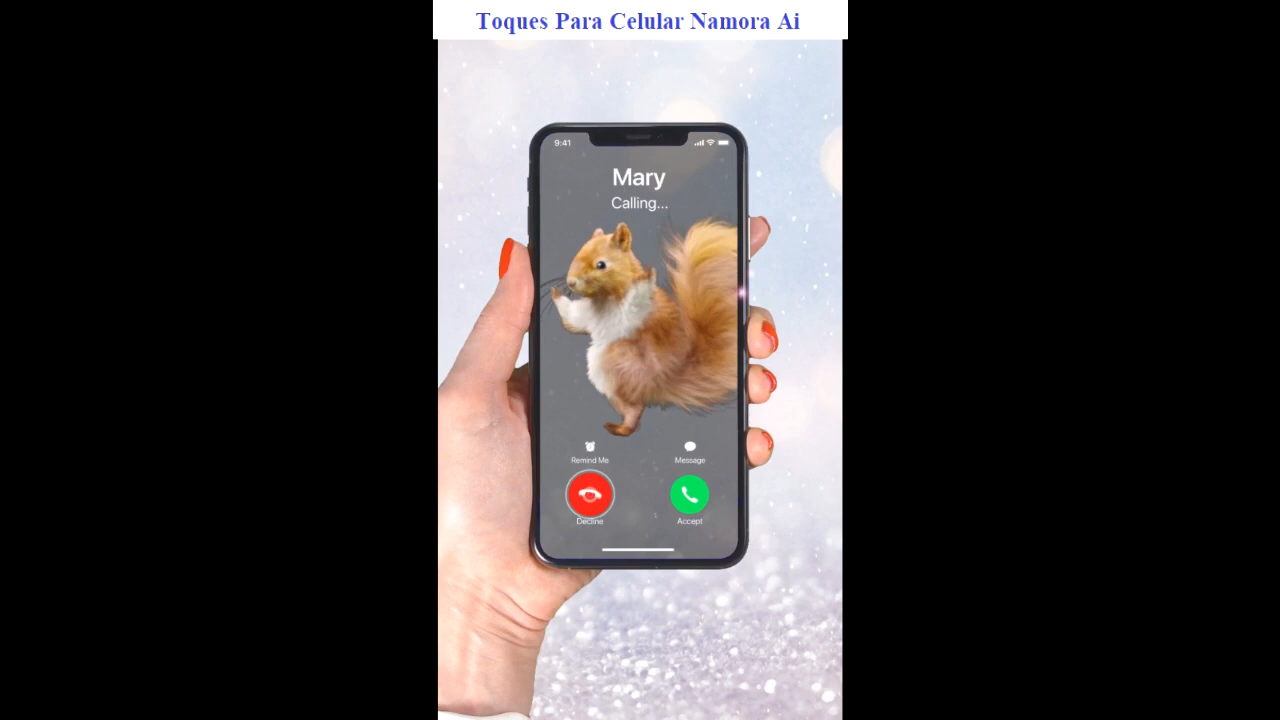 Toques Para Celular Namora Ai
9:41
Mary
Calling...
Remind Me
Message
Decline
Accept